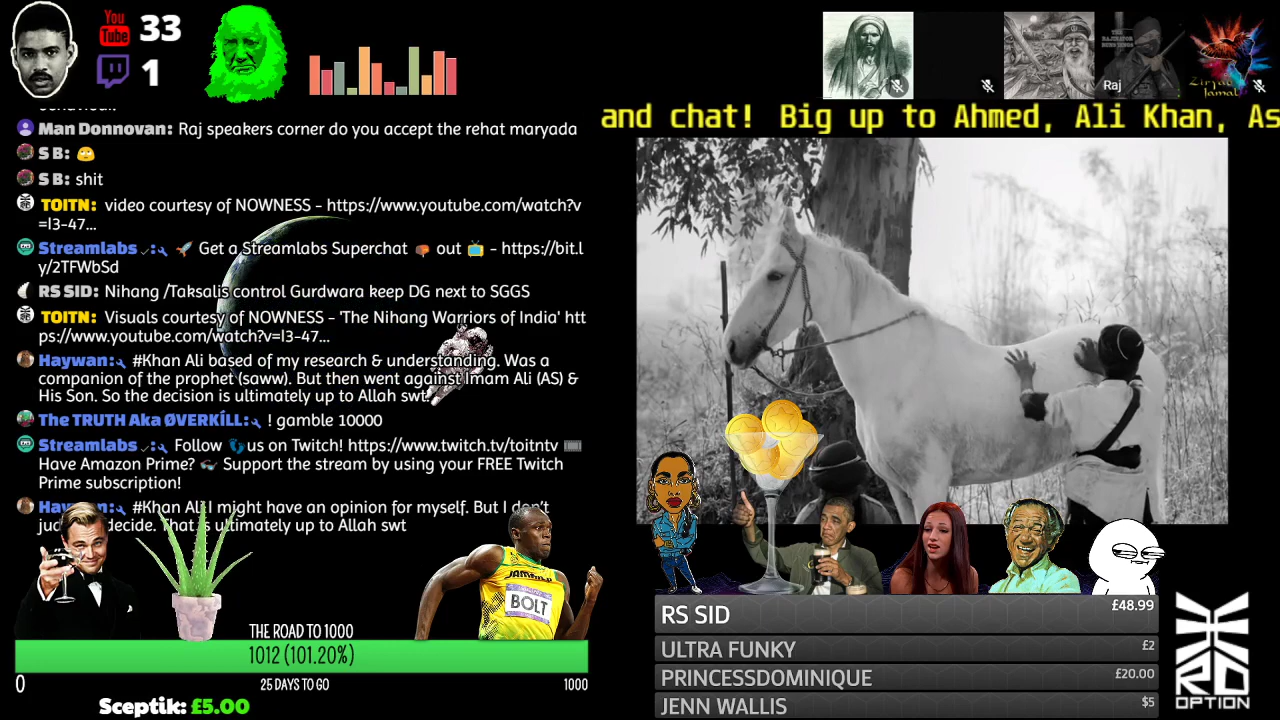 You Tube 33
1
Raj
Ziryab Jamal
and chat! Big up to Ahmed, Ali Khan, As
Man Donnovan: Raj speakers corner do you accept the rehat maryada
S B: 🙄
S B: shit
TOITN: video courtesy of NOWNESS - https://www.youtube.com/watch?v
=l3-47...
Streamlabs ✓:🔧 🚀 Get a Streamlabs Superchat 📦 out 📺 - https://bit.l
y/2TFWbSd
RS SID: Nihang /Taksalis control Gurdwara keep DG next to SGGS
TOITN: Visuals courtesy of NOWNESS - 'The Nihang Warriors of India' htt
ps://www.youtube.com/watch?v=l3-47...
Haywan:🔧 #Khan Ali based of my research & understanding. Was a
companion of the prophet (saww). But then went against Imam Ali (AS) &
His Son. So the decision is ultimately up to Allah swt
The TRUTH Aka ØVERKÍLL:🔧 ! gamble 10000
Streamlabs ✓:🔧 Follow 👣us on Twitch! https://www.twitch.tv/toitntv
Have Amazon Prime? Support the stream by using your FREE Twitch
Prime subscription!
#Khan Ali I might have an opinion for myself. But I don't
decide. That is ultimately up to Allah swt
JAMAICA
BOLT
THE ROAD TO 1000
1012 (101.20%)
0
25 DAYS TO GO
1000
Sceptik: £5.00
RS SID £48.99
ULTRA FUNKY £2
PRINCESSDOMINIQUE £20.00
JENN WALLIS $5
OPTION